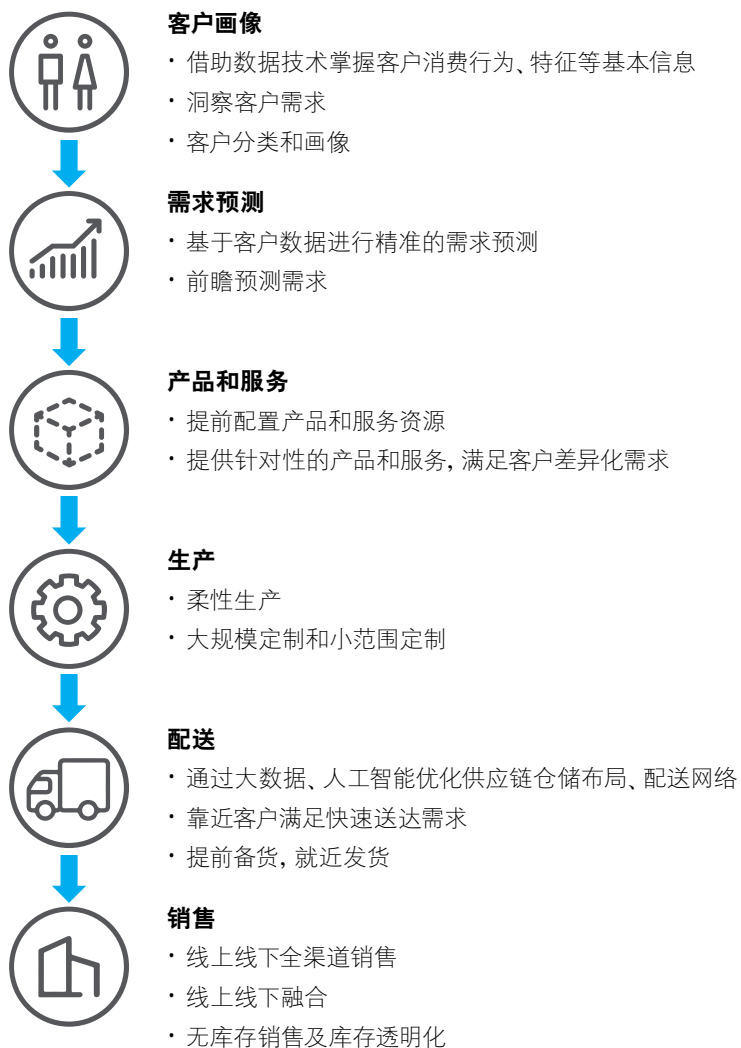 客户画像
· 借助数据技术掌握客户消费行为、特征等基本信息
· 洞察客户需求
· 客户分类和画像
需求预测
· 基于客户数据进行精准的需求预测
· 前瞻预测需求
产品和服务
· 提前配置产品和服务资源
· 提供针对性的产品和服务, 满足客户差异化需求
生产
· 柔性生产
· 大规模定制和小范围定制
配送
· 通过大数据、人工智能优化供应链仓储布局、配送网络
· 靠近客户满足快速送达需求
· 提前备货, 就近发货
销售
· 线上线下全渠道销售
· 线上线下融合
· 无库存销售及库存透明化